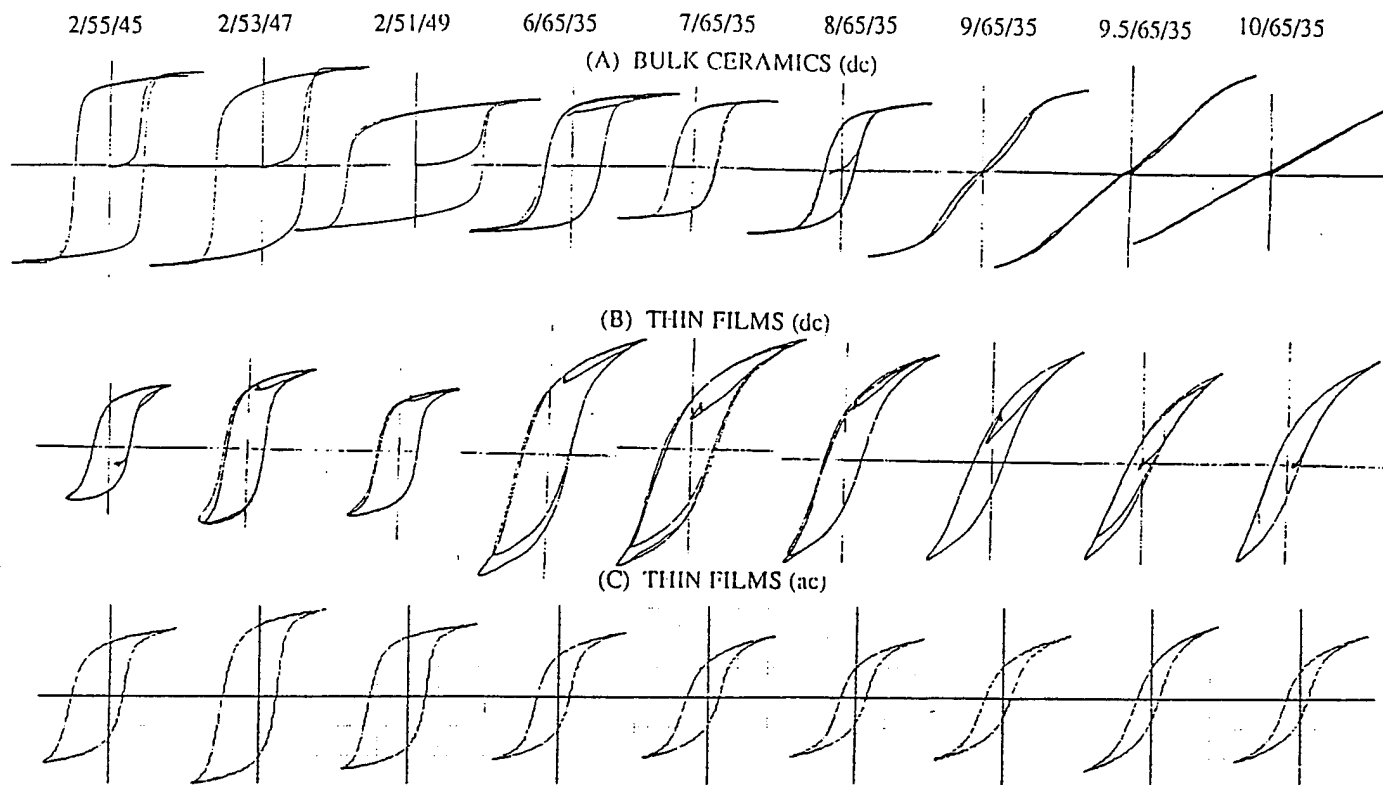 2/55/45 2/53/47 2/51/49 6/65/35 7/65/35 8/65/35 9/65/35 9.5/65/35 10/65/35
(A) BULK CERAMICS (dc)
(B) THIN FILMS (dc)
(C) THIN FILMS (ac)